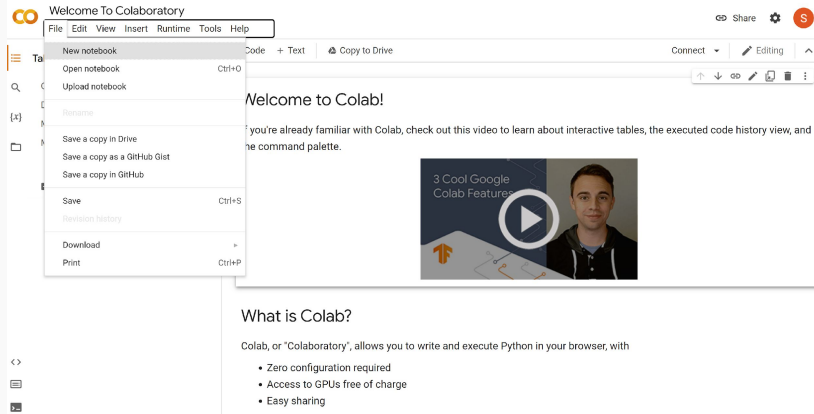 Welcome To Colaboratory
Share
S
File Edit View Insert Runtime Tools Help
Code + Text Copy to Drive
Connect
Editing
New notebook
Open notebook Ctrl+O
Upload notebook
Rename
Save a copy in Drive
Save a copy as a GitHub Gist
Save a copy in GitHub
Save Ctrl+S
Revision history
Download
Print Ctrl+P
{x}
Welcome to Colab!
f you're already familiar with Colab, check out this video to learn about interactive tables, the executed code history view, and
he command palette.
3 Cool Google
Colab Features
What is Colab?
Colab, or "Colaboratory", allows you to write and execute Python in your browser, with
• Zero configuration required
• Access to GPUs free of charge
• Easy sharing